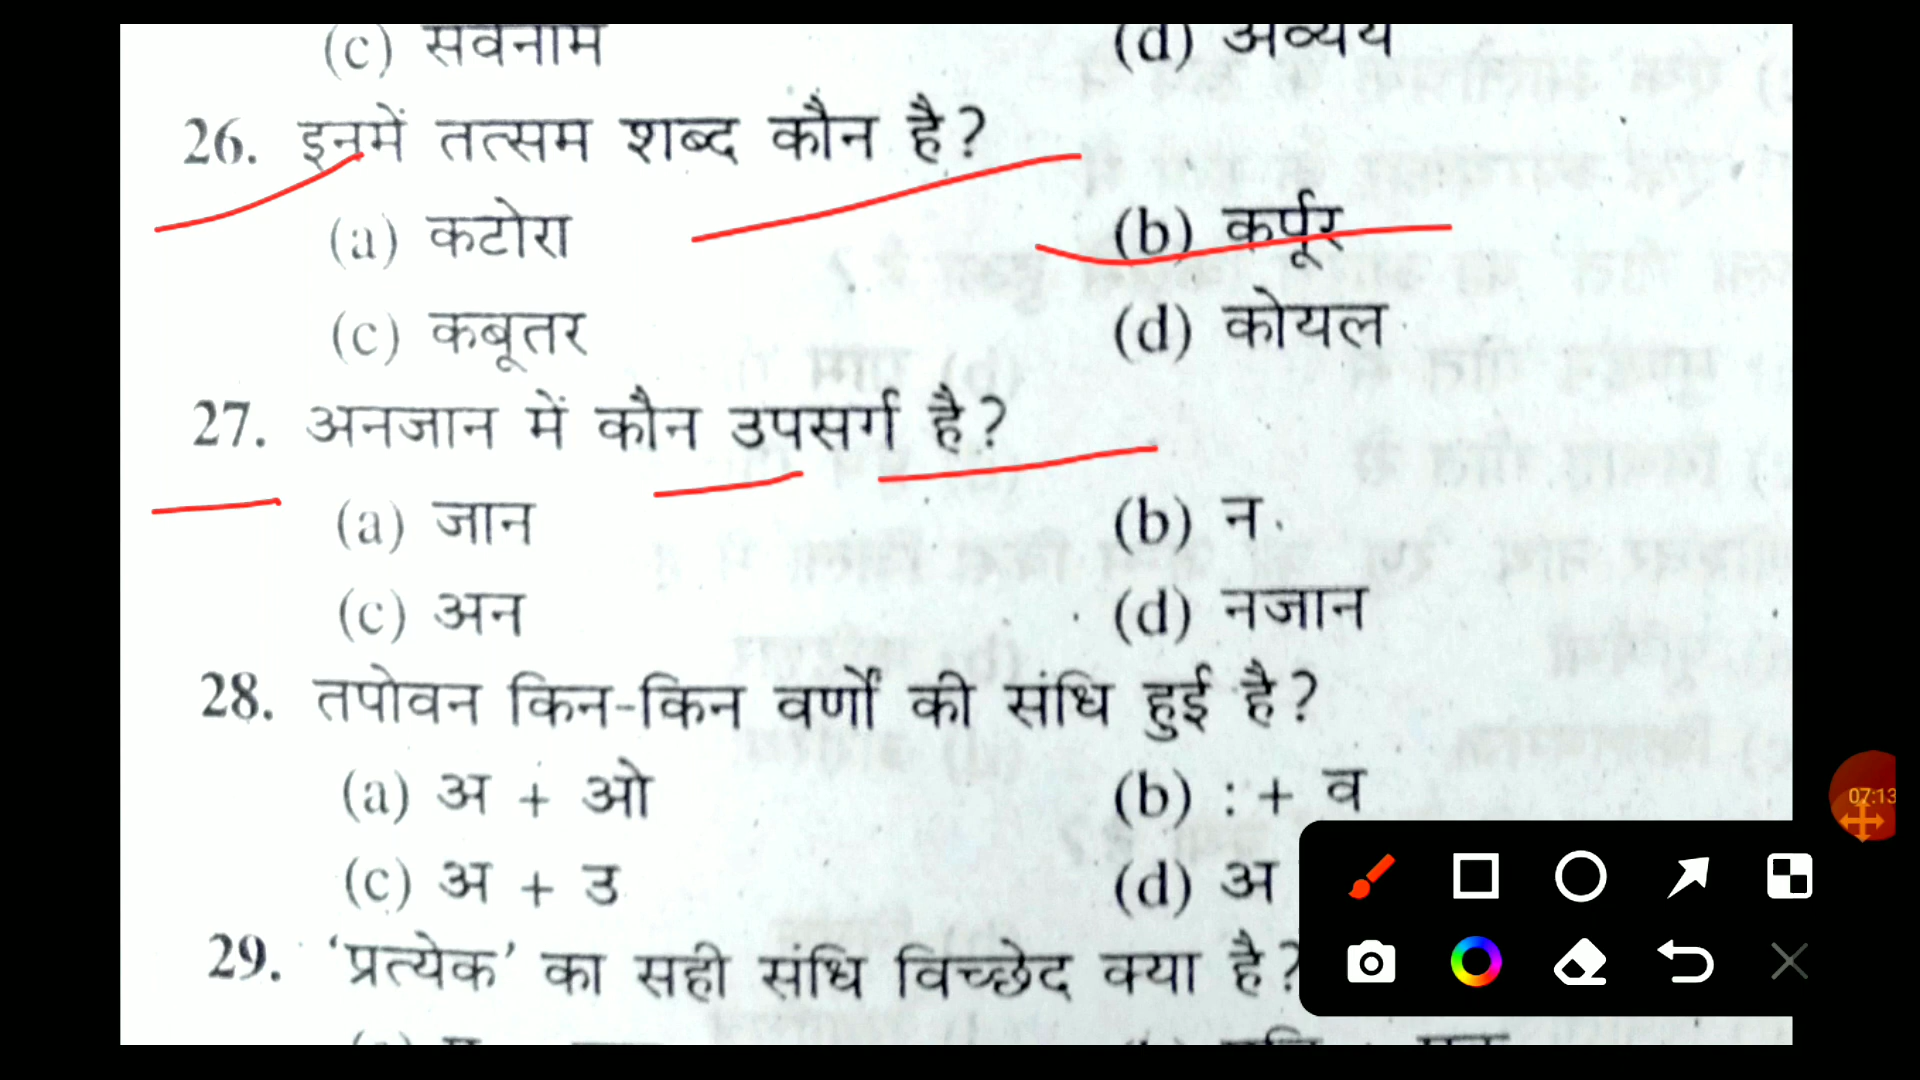 (c) सर्वनाम (d) अव्यय
26. इनमें तत्सम शब्द कौन है?
(a) कटोरा (b) कर्पूर
(c) कबूतर (d) कोयल
27. अनजान में कौन उपसर्ग है?
(a) जान (b) न
(c) अन (d) नजान
28. तपोवन किन-किन वर्णों की संधि हुई है?
(a) अ + ओ (b) : + व
(c) अ + उ (d) अ
29. 'प्रत्येक' का सही संधि विच्छेद क्या है?
07:13